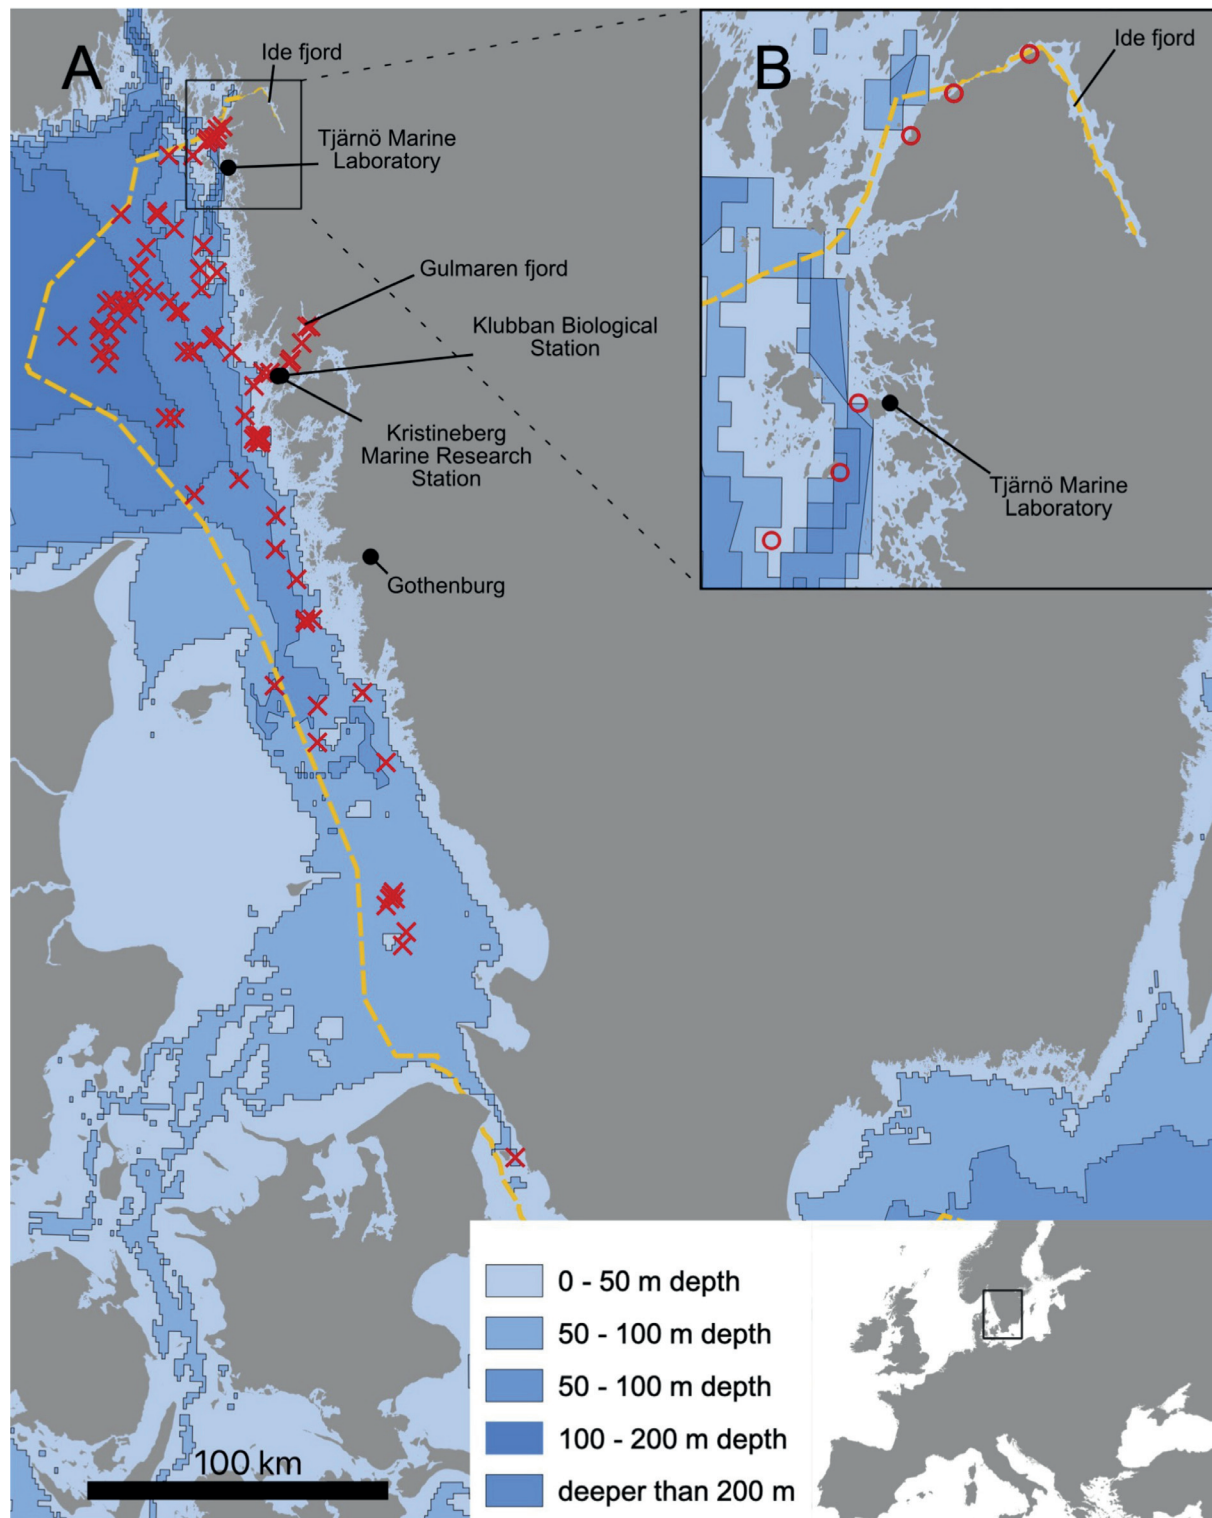 A
Ide fjord
Tjärnö Marine
Laboratory
Gulmaren fjord
Klubban Biological
Station
Kristineberg
Marine Research
Station
Gothenburg
B
Ide fjord
Tjärnö Marine
Laboratory
0 - 50 m depth
50 - 100 m depth
50 - 100 m depth
100 - 200 m depth
deeper than 200 m
100 km